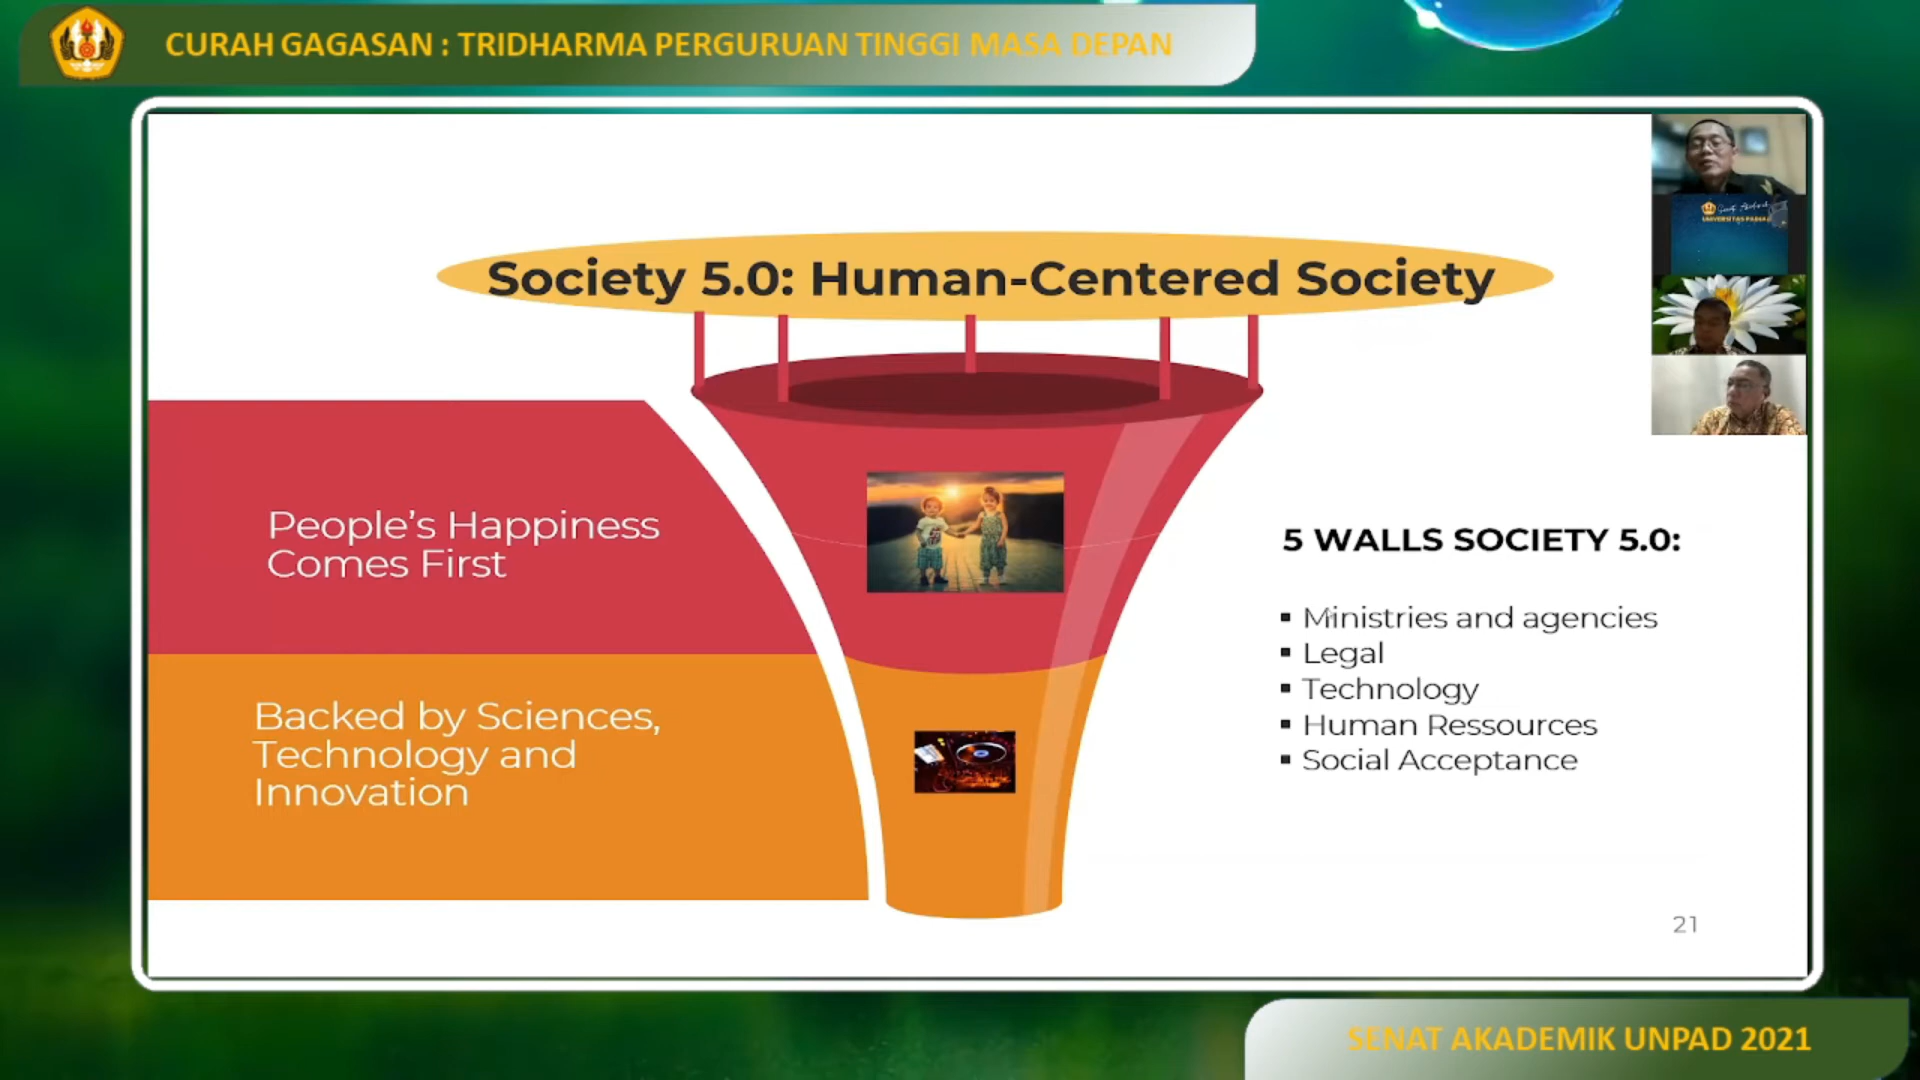 CURAH GAGASAN : TRIDHARMA PERGURUAN TINGGI MASA DEPAN
Society 5.0: Human-Centered Society
People's Happiness
Comes First
Backed by Sciences,
Technology and
Innovation
5 WALLS SOCIETY 5.0:
▪ Ministries and agencies
▪ Legal
▪ Technology
▪ Human Ressources
▪ Social Acceptance
21
SENAT AKADEMIK UNPAD 2021